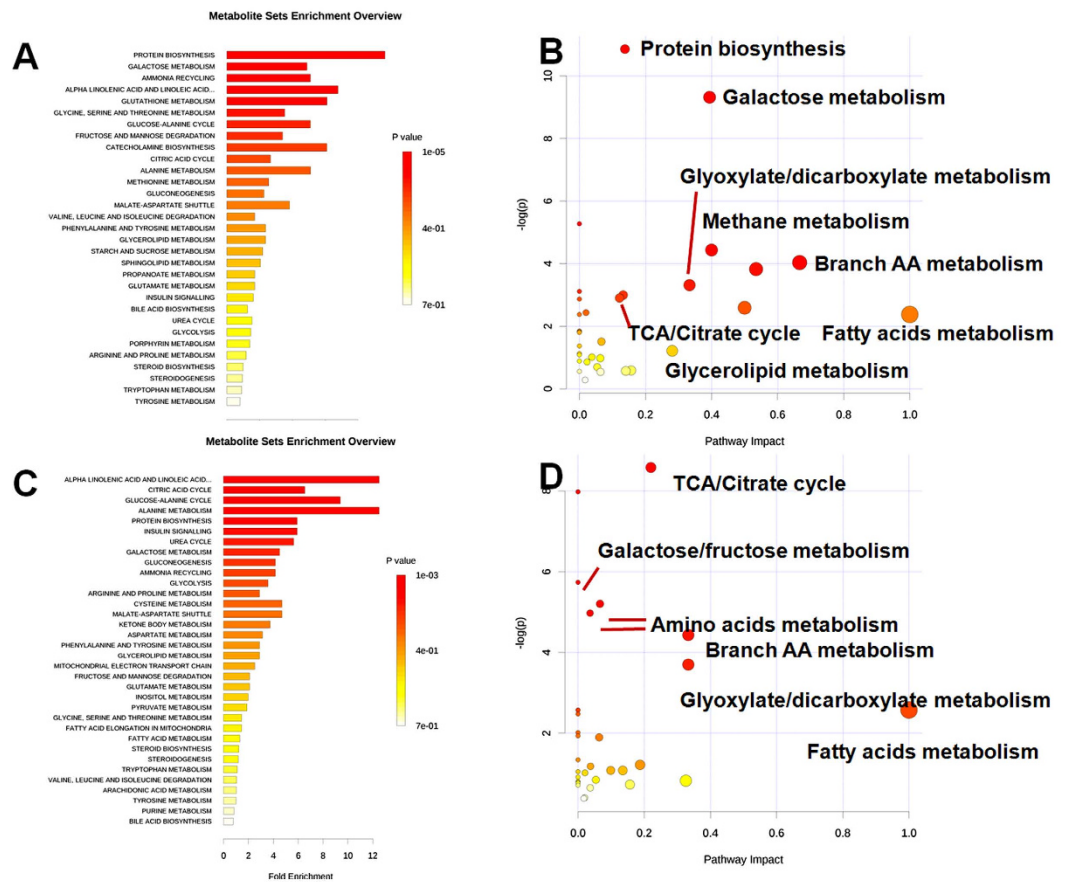 Metabolite Sets Enrichment Overview
A
PROTEIN BIOSYNTHESIS
GALACTOSE METABOLISM
AMMONIA RECYCLING
ALPHA LINOLENIC ACID AND LINOLEIC ACID...
GLUTATHIONE METABOLISM
GLYCINE, SERINE AND THREONINE METABOLISM
GLUCOSE-ALANINE CYCLE
FRUCTOSE AND MANNOSE DEGRADATION
CATECHOLAMINE BIOSYNTHESIS
CITRIC ACID CYCLE
ALANINE METABOLISM
METHIONINE METABOLISM
GLUCONEOGENESIS
MALATE-ASPARTATE SHUTTLE
VALINE, LEUCINE AND ISOLEUCINE DEGRADATION
PHENYLALANINE AND TYROSINE METABOLISM
GLYCEROLIPID METABOLISM
STARCH AND SUCROSE METABOLISM
SPHINGOLIPID METABOLISM
PROPANOATE METABOLISM
GLUTAMATE METABOLISM
INSULIN SIGNALLING
BILE ACID BIOSYNTHESIS
UREA CYCLE
GLYCOLYSIS
PORPHYRIN METABOLISM
ARGININE AND PROLINE METABOLISM
STEROID BIOSYNTHESIS
STEROIDOGENESIS
TRYPTOPHAN METABOLISM
TYROSINE METABOLISM
P value
1e-05
4e-01
7e-01
B
Protein biosynthesis
Galactose metabolism
Glyoxylate/dicarboxylate metabolism
Methane metabolism
Branch AA metabolism
TCA/Citrate cycle
Fatty acids metabolism
Glycerolipid metabolism
-log(p)
10
8
6
4
2
0
0.0 0.2 0.4 0.6 0.8 1.0
Pathway Impact
Metabolite Sets Enrichment Overview
C
ALPHA LINOLENIC ACID AND LINOLEIC ACID...
CITRIC ACID CYCLE
GLUCOSE-ALANINE CYCLE
ALANINE METABOLISM
PROTEIN BIOSYNTHESIS
INSULIN SIGNALLING
UREA CYCLE
GALACTOSE METABOLISM
GLUCONEOGENESIS
AMMONIA RECYCLING
GLYCOLYSIS
ARGININE AND PROLINE METABOLISM
CYSTEINE METABOLISM
MALATE-ASPARTATE SHUTTLE
KETONE BODY METABOLISM
ASPARTATE METABOLISM
PHENYLALANINE AND TYROSINE METABOLISM
GLYCEROLIPID METABOLISM
MITOCHONDRIAL ELECTRON TRANSPORT CHAIN
FRUCTOSE AND MANNOSE DEGRADATION
GLUTAMATE METABOLISM
INOSITOL METABOLISM
PYRUVATE METABOLISM
GLYCINE, SERINE AND THREONINE METABOLISM
FATTY ACID ELONGATION IN MITOCHONDRIA
FATTY ACID METABOLISM
STEROID BIOSYNTHESIS
STEROIDOGENESIS
TRYPTOPHAN METABOLISM
VALINE, LEUCINE AND ISOLEUCINE DEGRADATION
ARACHIDONIC ACID METABOLISM
TYROSINE METABOLISM
PURINE METABOLISM
BILE ACID BIOSYNTHESIS
0 2 4 6 8 10 12
Fold Enrichment
P value
1e-03
4e-01
7e-01
D
TCA/Citrate cycle
Galactose/fructose metabolism
Amino acids metabolism
Branch AA metabolism
Glyoxylate/dicarboxylate metabolism
Fatty acids metabolism
-log(p)
8
6
4
2
0.0 0.2 0.4 0.6 0.8 1.0
Pathway Impact